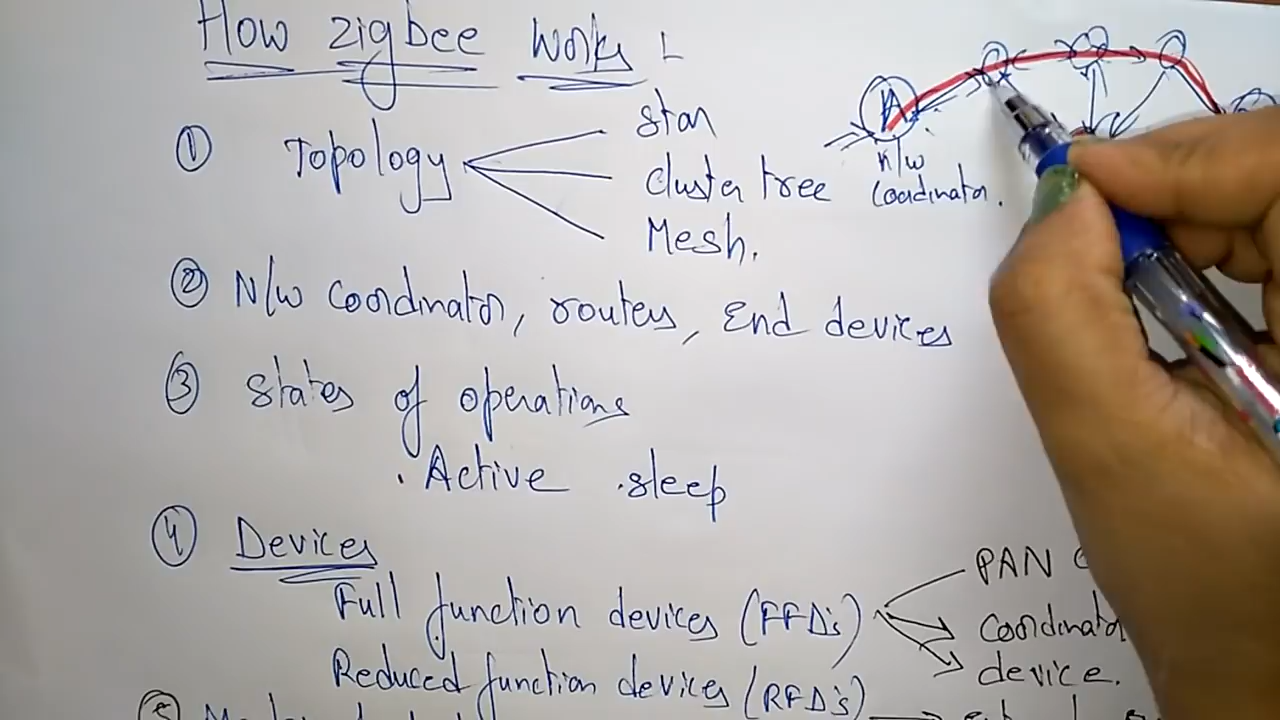 How zigbee works :-
① Topology
star
cluster tree
Mesh.
A
N/w
Coordinator.
② N/w Coordinator, routers, End devices
③ states of operations
. Active . sleep
④ Devices
Full function devices (FFD's)
PAN C
Coordinator
device.
Reduced function devices (RFD's)
⑤